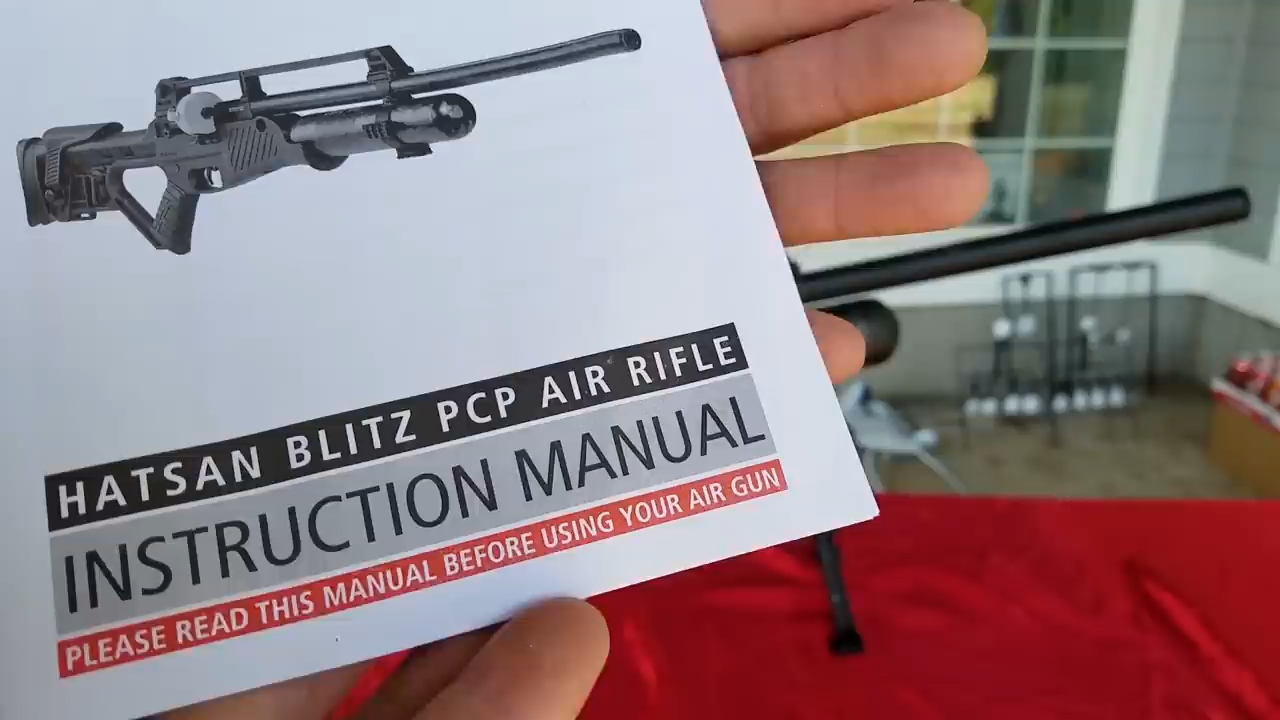 HATSAN BLITZ PCP AIR RIFLE
INSTRUCTION MANUAL
PLEASE READ THIS MANUAL BEFORE USING YOUR AIR GUN